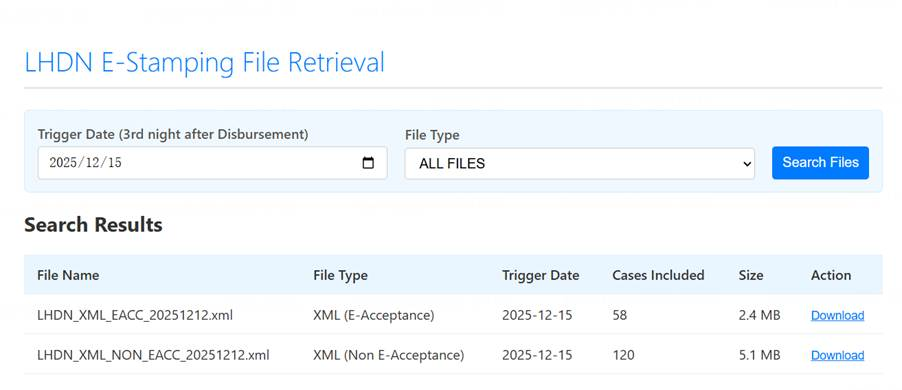 LHDN E-Stamping File Retrieval
Trigger Date (3rd night after Disbursement) File Type
2025/12/15 ALL FILES Search Files
Search Results
File Name File Type Trigger Date Cases Included Size Action
LHDN_XML_EACC_20251212.xml XML (E-Acceptance) 2025-12-15 58 2.4 MB Download
LHDN_XML_NON_EACC_20251212.xml XML (Non E-Acceptance) 2025-12-15 120 5.1 MB Download